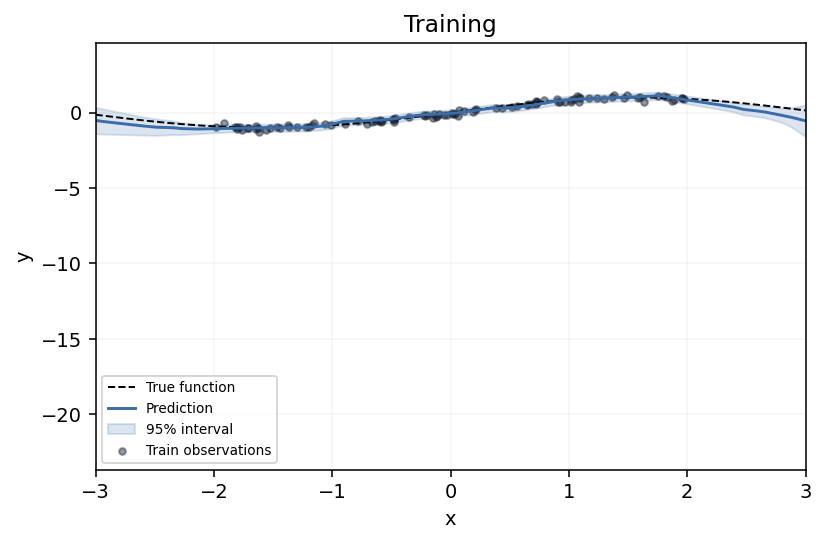 Training
0
−5
−10
−15
−20
y
True function
Prediction
95% interval
Train observations
−3
−2
−1
0
1
2
3
x